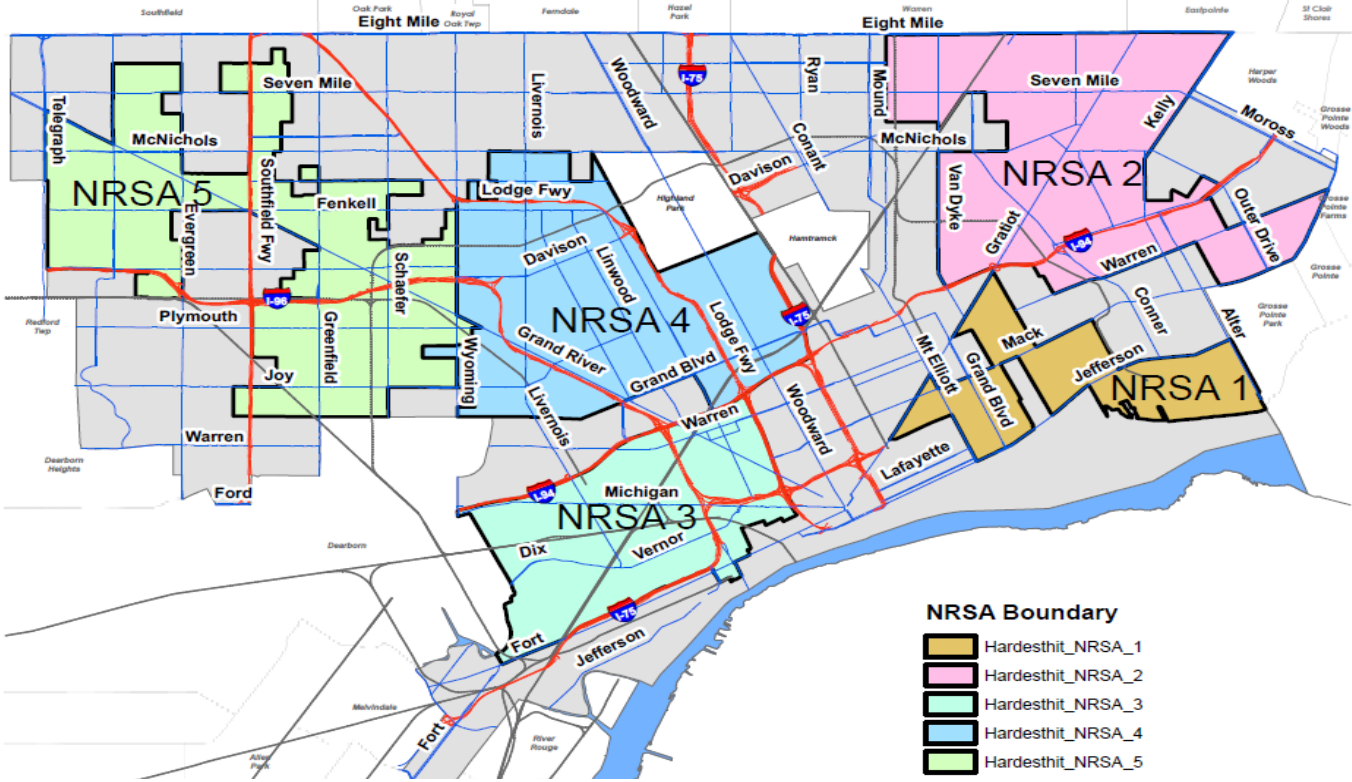 Southfield
Oak Park
Royal
Oak Twp
Ferndale
Hazel
Park
Warren
Eastpointe
St Clair
Shores
Eight Mile
Eight Mile
Seven Mile
Livernois
Woodward
I-75
Ryan
Mound
Seven Mile
Kelly
Harper
Woods
Grosse
Pointe
Woods
Moross
Telegraph
McNichols
Conant
McNichols
Davison
NRSA 5
Southfield Fwy
Evergreen
Fenkell
Lodge Fwy
Highland
Park
Hamtramck
Van Dyke
NRSA 2
Outer Drive
Grosse
Pointe
Farms
Gratiot
I-94
Warren
Grosse
Pointe
Schaefer
Davison
Linwood
I-96
Plymouth
Greenfield
NRSA 4
Lodge Fwy
I-75
Conner
Alter
Grosse
Pointe
Park
Redford
Twp
Joy
Wyoming
Grand River
Grand Blvd
Mt Elliott
Mack
Grand Blvd
Jefferson
NRSA 1
Livernois
Warren
Woodward
Warren
Lafayette
Dearborn
Heights
Ford
I-94
Michigan
NRSA 3
Dix
Vernor
Dearborn
I-75
Fort
Jefferson
Melvindale
Fort
Allen
Park
River
Rouge
NRSA Boundary
Hardesthit_NRSA_1
Hardesthit_NRSA_2
Hardesthit_NRSA_3
Hardesthit_NRSA_4
Hardesthit_NRSA_5